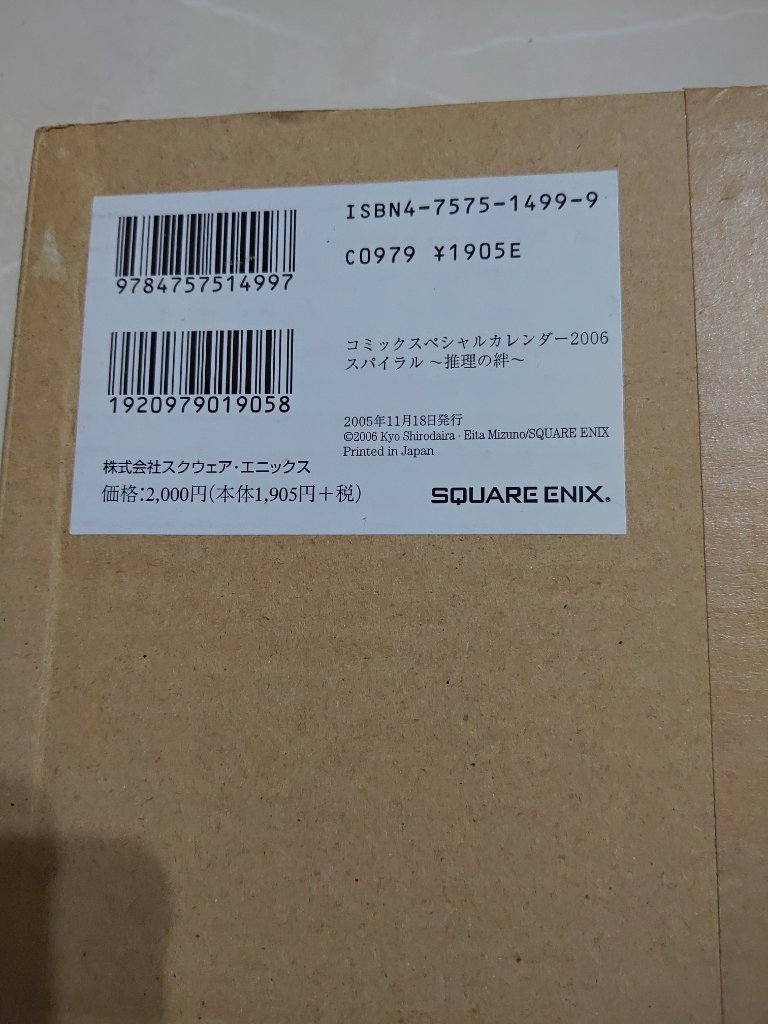 ISBN4-7575-1499-9
9784757514997
C0979 ¥1905E
1920979019058
コミックスペシャルカレンダー2006
スパイラル ～推理の絆～
2005年11月18日発行
©2006 Kyo Shirodaira · Eita Mizuno/SQUARE ENIX
Printed in Japan
株式会社スクウェア・エニックス
価格:2,000円(本体1,905円＋税)
SQUARE ENIX®